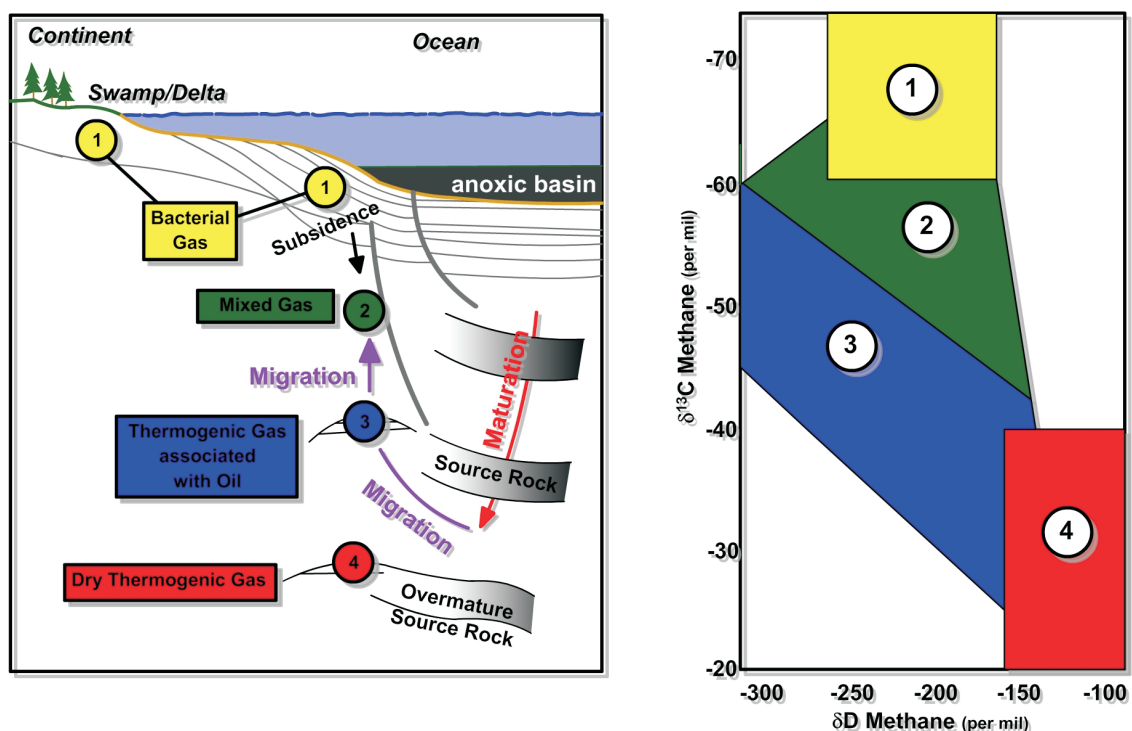 Continent
Ocean
Swamp/Delta
1
1
anoxic basin
Bacterial
Gas
Subsidence
Mixed Gas
2
Migration
Maturation
3
Thermogenic Gas
associated
with Oil
Source Rock
Migration
4
Dry Thermogenic Gas
Overmature
Source Rock
-70
-60
-50
-40
-30
-20
δ13C Methane (per mil)
1
2
3
4
-300
-250
-200
-150
-100
δD Methane (per mil)